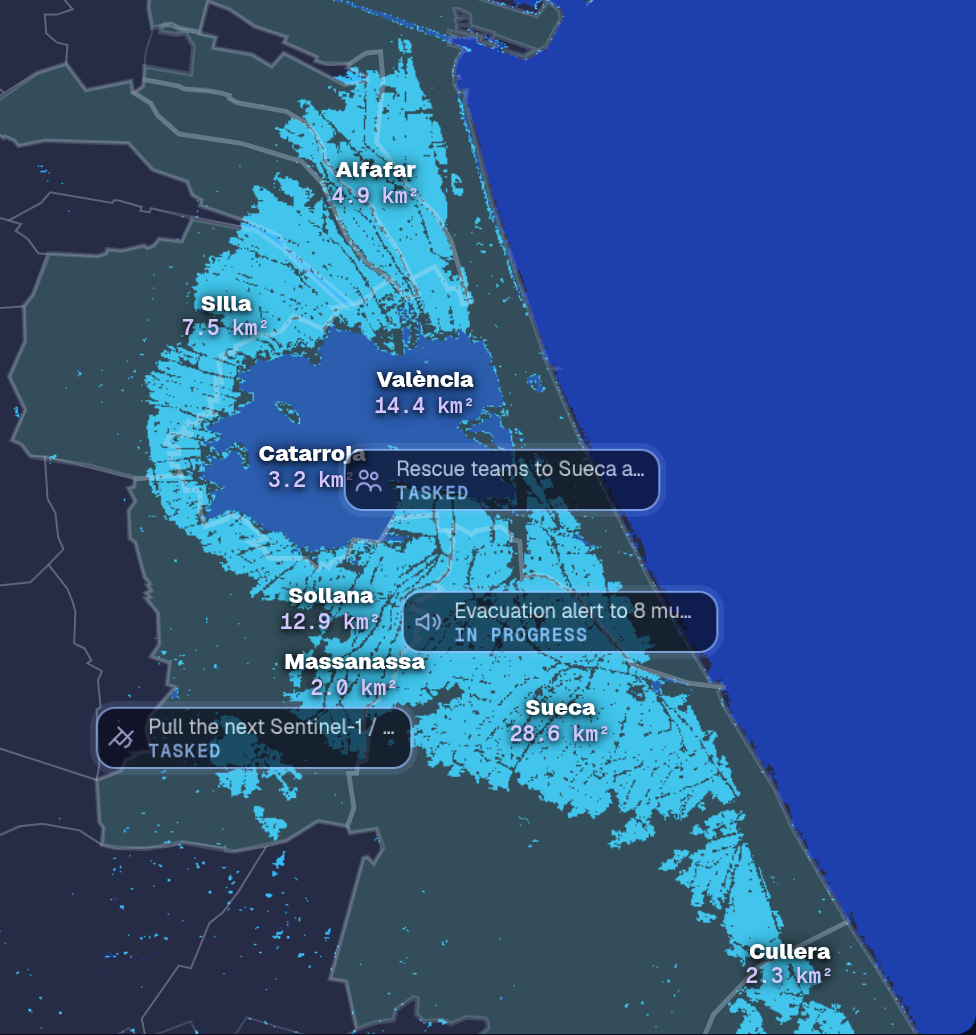 Alfafar
4.9 km²
Silla
7.5 km²
València
14.4 km²
Catarroja
3.2 km²
Rescue teams to Sueca a...
TASKED
Sollana
12.9 km²
Evacuation alert to 8 mu...
IN PROGRESS
Massanassa
2.0 km²
Sueca
28.6 km²
Pull the next Sentinel-1 / ...
TASKED
Cullera
2.3 km²